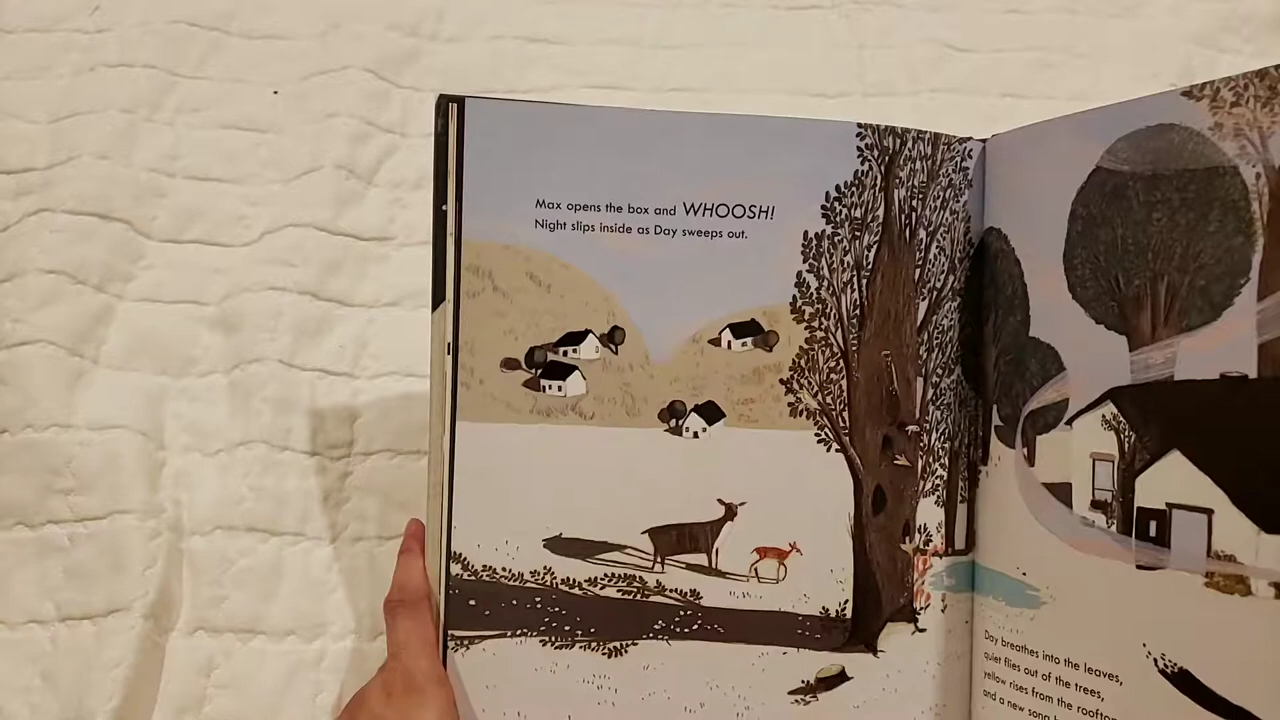 Max opens the box and WHOOSH!
Night slips inside as Day sweeps out.
Day breathes into the leaves,
quiet flies out of the trees,
yellow rises from the rooftop
and a new song